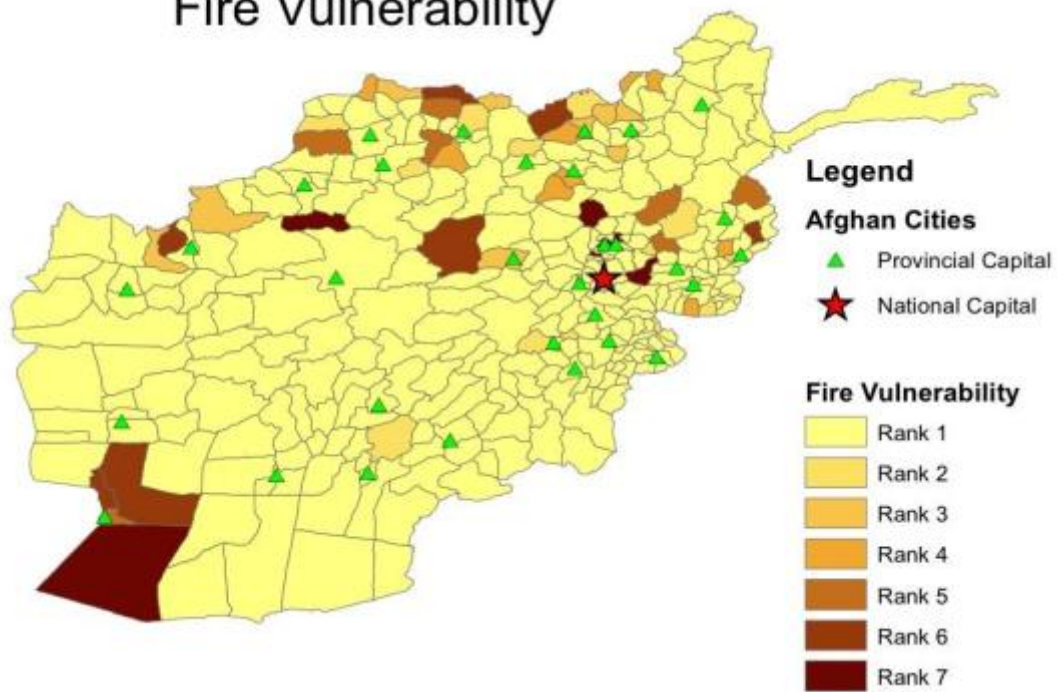 Fire Vulnerability
Legend
Afghan Cities
Provincial Capital
National Capital
Fire Vulnerability
Rank 1
Rank 2
Rank 3
Rank 4
Rank 5
Rank 6
Rank 7